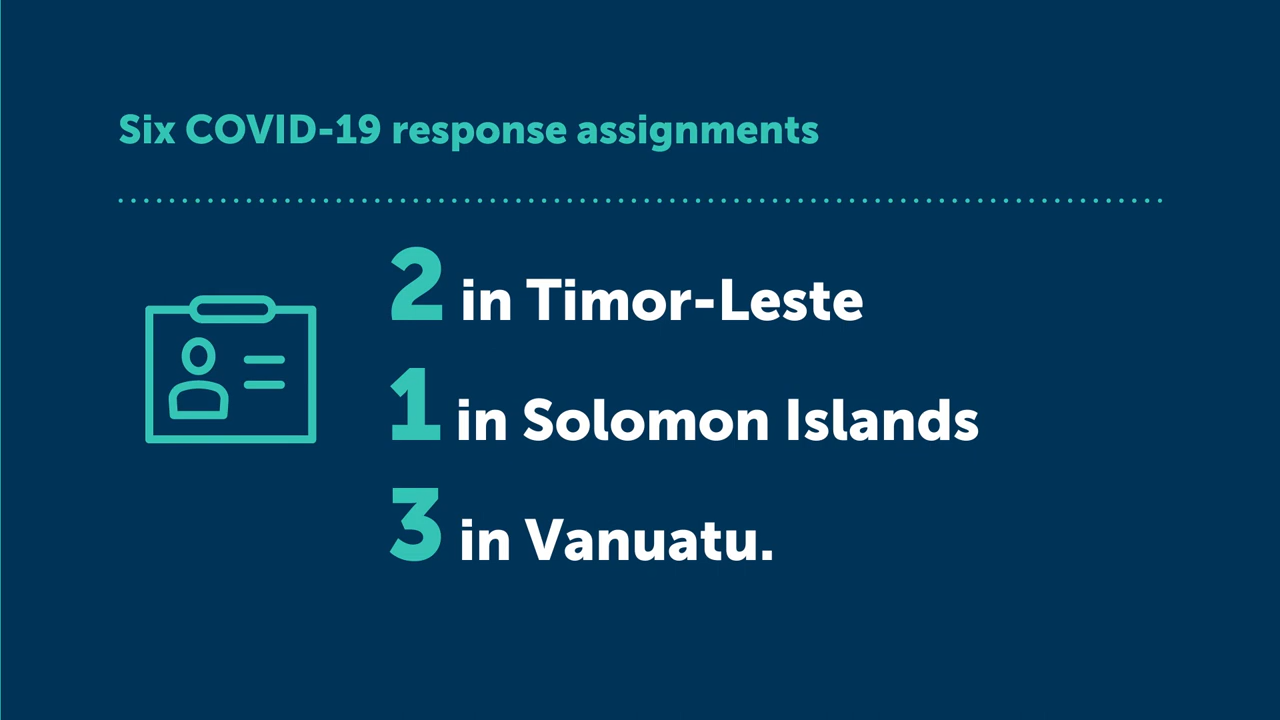 Six COVID-19 response assignments
2 in Timor-Leste
1 in Solomon Islands
3 in Vanuatu.